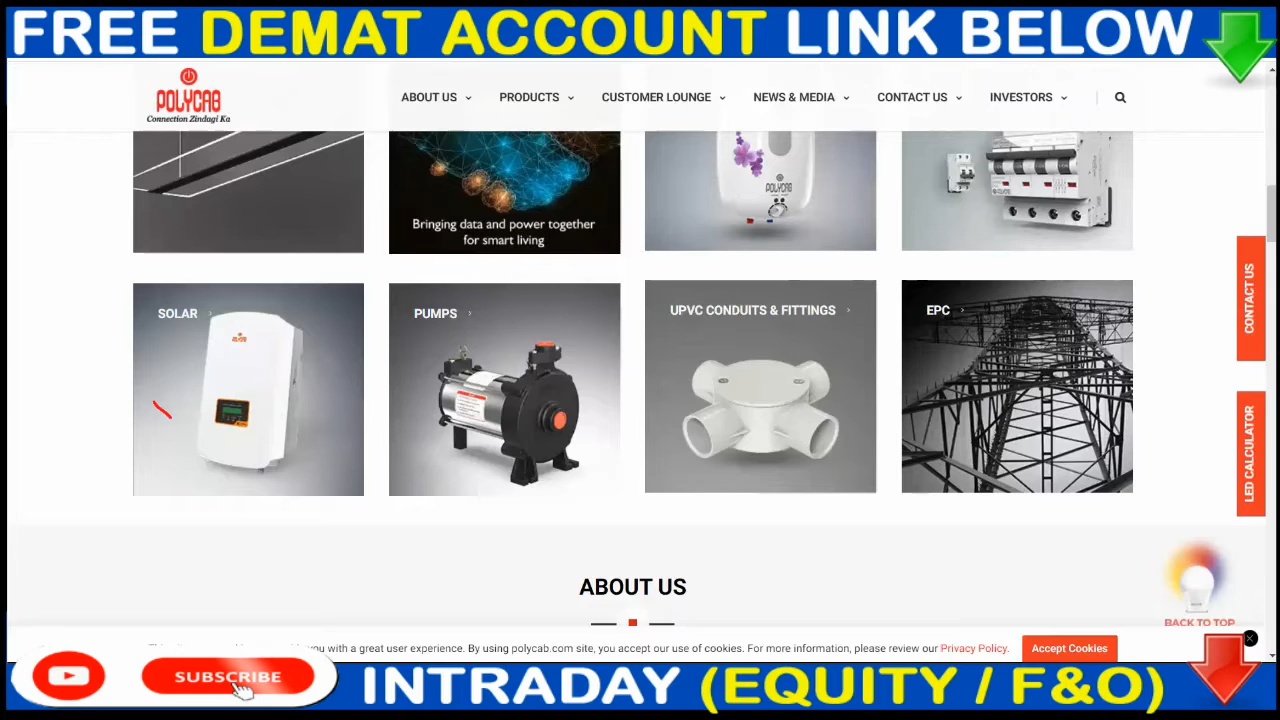 FREE DEMAT ACCOUNT LINK BELOW
POLYCAB
Connection Zindagi Ka
ABOUT US
PRODUCTS
CUSTOMER LOUNGE
NEWS & MEDIA
CONTACT US
INVESTORS
Bringing data and power together
for smart living
POLYCAB
SOLAR
PUMPS
UPVC CONDUITS & FITTINGS
EPC
CONTACT US
LED CALCULATOR
ABOUT US
BACK TO TOP
you with a great user experience. By using polycab.com site, you accept our use of cookies. For more information, please review our Privacy Policy.
Accept Cookies
SUBSCRIBE
INTRADAY (EQUITY / F&O)